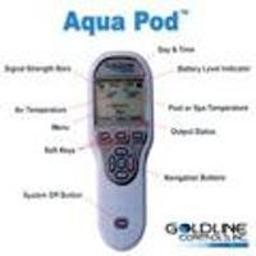 Aqua Pod™
Day & Time
Signal Strength Bars
Battery Level Indicator
Air Temperature
Pool or Spa Temperature
Menu
Output Status
Soft Keys
Navigation Buttons
System Off Button
GOLDLINE
CONTROLS, INC.